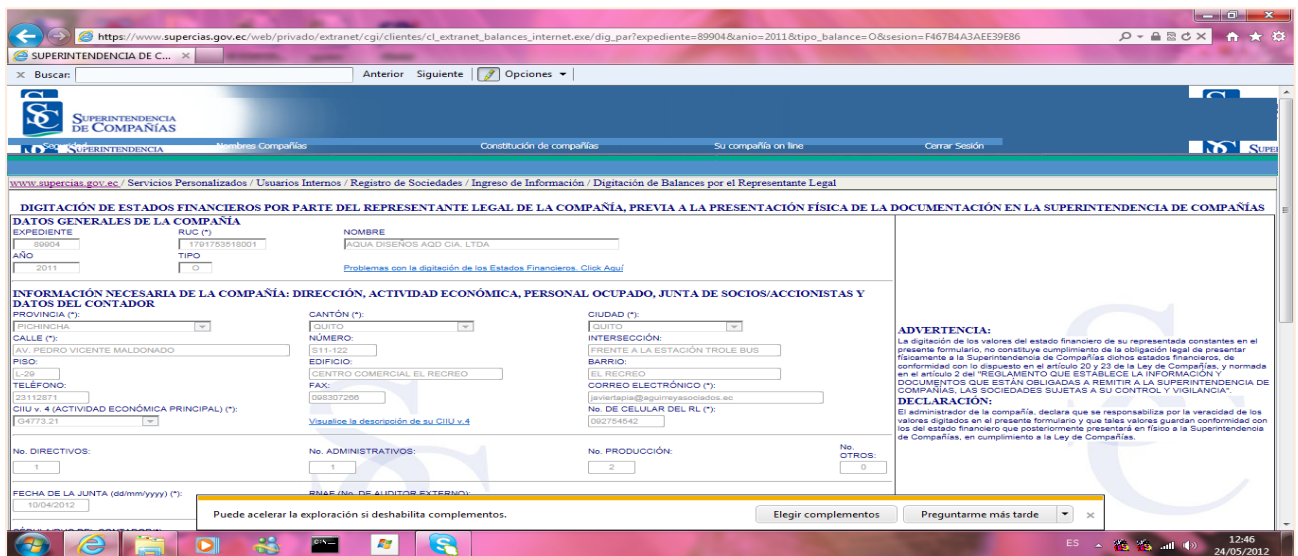 https://www.supercias.gov.ec/web/privado/extranet/cgi/clientes/cl_extranet_balances_internet.exe/dig_par?expediente=89904&anio=2011&tipo_balance=O&sesion=F467B4A3AEE39E86
SUPERINTENDENCIA DE C...
Buscar: Anterior Siguiente Opciones
SUPERINTENDENCIA
DE COMPAÑÍAS
Seguridad Nombres Compañías Constitución de compañías Su compañía on line Cerrar Sesión
SUPERINTENDENCIA
www.supercias.gov.ec / Servicios Personalizados / Usuarios Internos / Registro de Sociedades / Ingreso de Información / Digitación de Balances por el Representante Legal
DIGITACIÓN DE ESTADOS FINANCIEROS POR PARTE DEL REPRESENTANTE LEGAL DE LA COMPAÑÍA, PREVIA A LA PRESENTACIÓN FÍSICA DE LA DOCUMENTACIÓN EN LA SUPERINTENDENCIA DE COMPAÑÍAS
DATOS GENERALES DE LA COMPAÑÍA
EXPEDIENTE RUC (*) NOMBRE
89904 1791753518001 AQUA DISEÑOS AQD CIA. LTDA
AÑO TIPO
2011 O Problemas con la digitación de los Estados Financieros. Click Aquí
INFORMACIÓN NECESARIA DE LA COMPAÑÍA: DIRECCIÓN, ACTIVIDAD ECONÓMICA, PERSONAL OCUPADO, JUNTA DE SOCIOS/ACCIONISTAS Y
DATOS DEL CONTADOR
PROVINCIA (*): CANTÓN (*): CIUDAD (*):
PICHINCHA QUITO QUITO
CALLE (*): NÚMERO: INTERSECCIÓN:
AV. PEDRO VICENTE MALDONADO S11-122 FRENTE A LA ESTACIÓN TROLE BUS
PISO: EDIFICIO: BARRIO:
L-29 CENTRO COMERCIAL EL RECREO EL RECREO
TELÉFONO: FAX: CORREO ELECTRÓNICO (*):
23112871 098307266 javiertapia@aguirreyasociados.ec
CIIU v. 4 (ACTIVIDAD ECONÓMICA PRINCIPAL) (*): No. DE CELULAR DEL RL (*):
G4773.21 Visualice la descripción de su CIIU v.4 092754542
No. DIRECTIVOS: No. ADMINISTRATIVOS: No. PRODUCCIÓN: No. OTROS:
1 1 2 0
FECHA DE LA JUNTA (dd/mm/yyyy) (*): RNAE (No. DE AUDITOR EXTERNO):
10/04/2012
ADVERTENCIA:
La digitación de los valores del estado financiero de su representada constantes en el
presente formulario, no constituye cumplimiento de la obligación legal de presentar
físicamente a la Superintendencia de Compañías dichos estados financieros, de
conformidad con lo dispuesto en el artículo 20 y 23 de la Ley de Compañías, y normada
en el artículo 2 del "REGLAMENTO QUE ESTABLECE LA INFORMACIÓN Y
DOCUMENTOS QUE ESTÁN OBLIGADAS A REMITIR A LA SUPERINTENDENCIA DE
COMPAÑÍAS, LAS SOCIEDADES SUJETAS A SU CONTROL Y VIGILANCIA".
DECLARACIÓN:
El administrador de la compañía, declara que se responsabiliza por la veracidad de los
valores digitados en el presente formulario y que tales valores guardan conformidad con
los del estado financiero que posteriormente presentará en físico a la Superintendencia
de Compañías, en cumplimiento a la Ley de Compañías.
Puede acelerar la exploración si deshabilita complementos. Elegir complementos Preguntarme más tarde
ES 12:46
24/05/2012